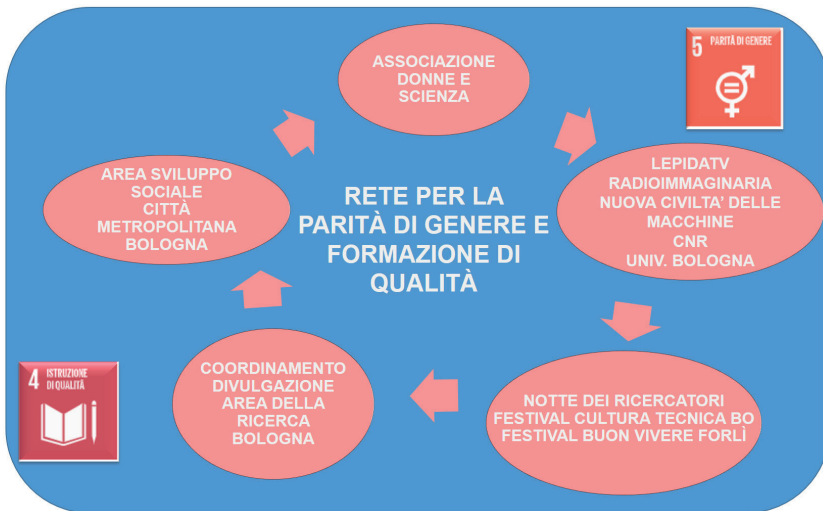 ASSOCIAZIONE
DONNE E
SCIENZA
5 PARITÀ DI GENERE
LEPIDATV
RADIOIMMAGINARIA
NUOVA CIVILTA' DELLE
MACCHINE
CNR
UNIV. BOLOGNA
AREA SVILUPPO
SOCIALE
CITTÀ
METROPOLITANA
BOLOGNA
RETE PER LA
PARITÀ DI GENERE E
FORMAZIONE DI
QUALITÀ
4 ISTRUZIONE
DI QUALITÀ
COORDINAMENTO
DIVULGAZIONE
AREA DELLA
RICERCA
BOLOGNA
NOTTE DEI RICERCATORI
FESTIVAL CULTURA TECNICA BO
FESTIVAL BUON VIVERE FORLÌ